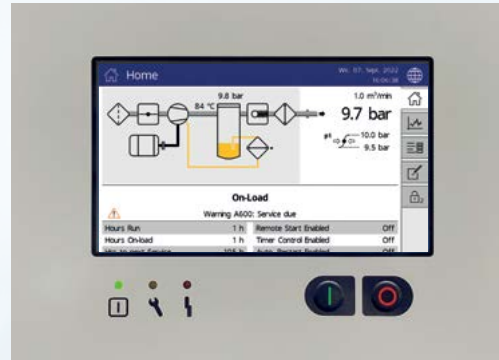 Home
We. 07. Sept. 2022
9.8 bar
84 °C
1.0 m³/min
9.7 bar
p1
10.0 bar
9.5 bar
On-Load
Warning A600: Service due
Hours Run 1 h Remote Start Enabled Off
Hours On-load 1 h Timer Control Enabled Off